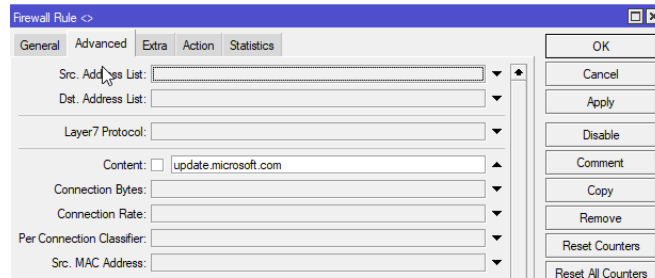 Firewall Rule <>
General Advanced Extra Action Statistics
OK
Src. Address List:
Cancel
Dst. Address List:
Apply
Layer7 Protocol:
Disable
Content: update.microsoft.com
Comment
Connection Bytes:
Copy
Connection Rate:
Remove
Per Connection Classifier:
Reset Counters
Src. MAC Address:
Reset All Counters